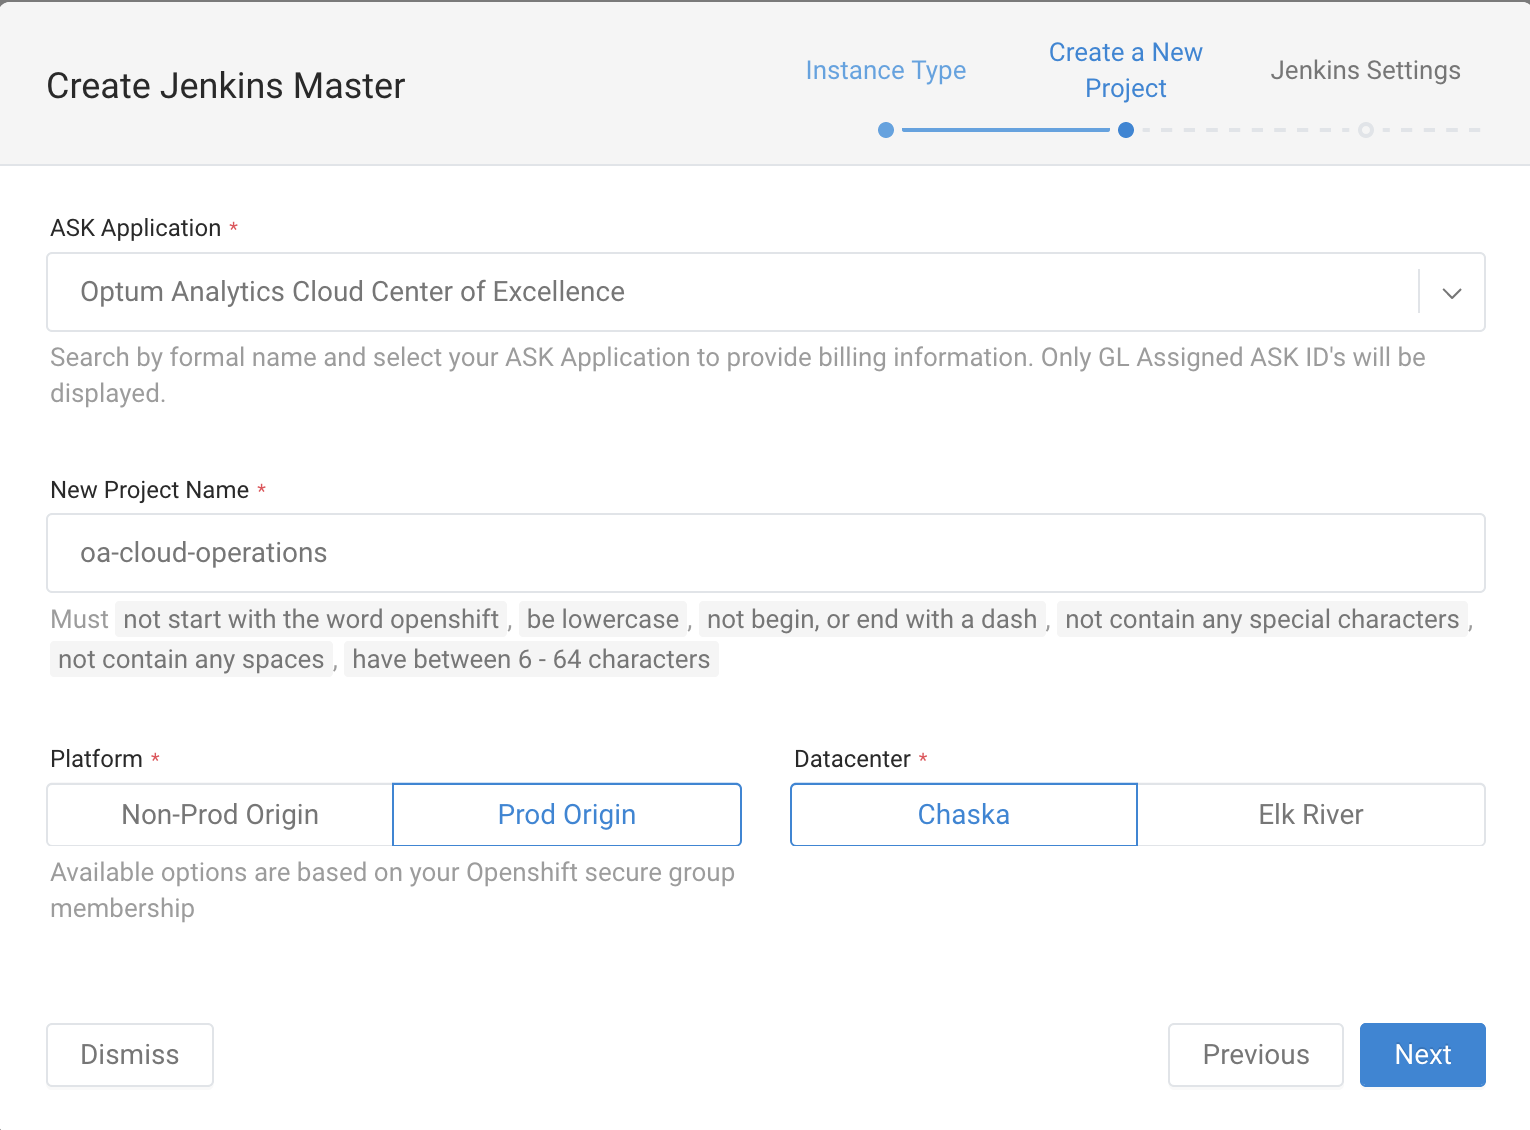 Create Jenkins Master
Instance Type
Create a New
Project
Jenkins Settings
ASK Application *
Optum Analytics Cloud Center of Excellence
Search by formal name and select your ASK Application to provide billing information. Only GL Assigned ASK ID's will be
displayed.
New Project Name *
oa-cloud-operations
Must not start with the word openshift, be lowercase, not begin, or end with a dash, not contain any special characters,
not contain any spaces, have between 6 - 64 characters
Platform *
Non-Prod Origin
Prod Origin
Available options are based on your Openshift secure group
membership
Datacenter *
Chaska
Elk River
Dismiss
Previous
Next